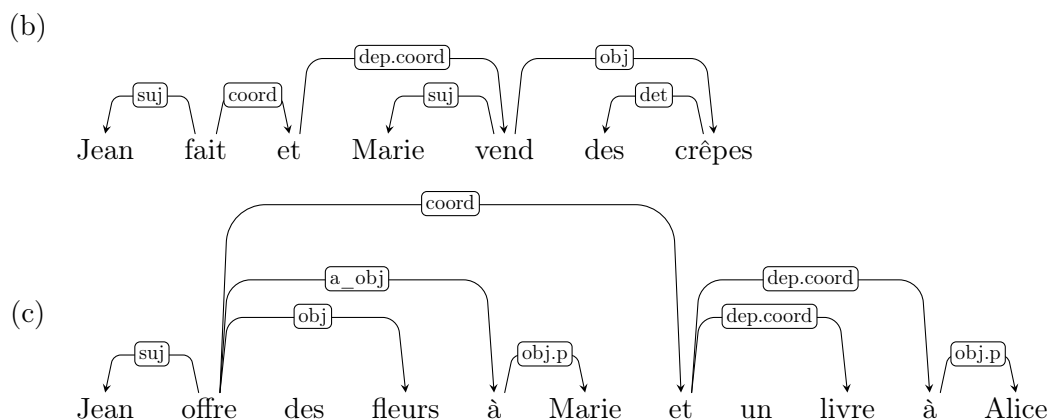 (b)
dep.coord obj
suj coord suj det
Jean fait et Marie vend des crêpes
coord
a_obj dep.coord
(c)
obj dep.coord
suj obj.p obj.p
Jean offre des fleurs à Marie et un livre à Alice